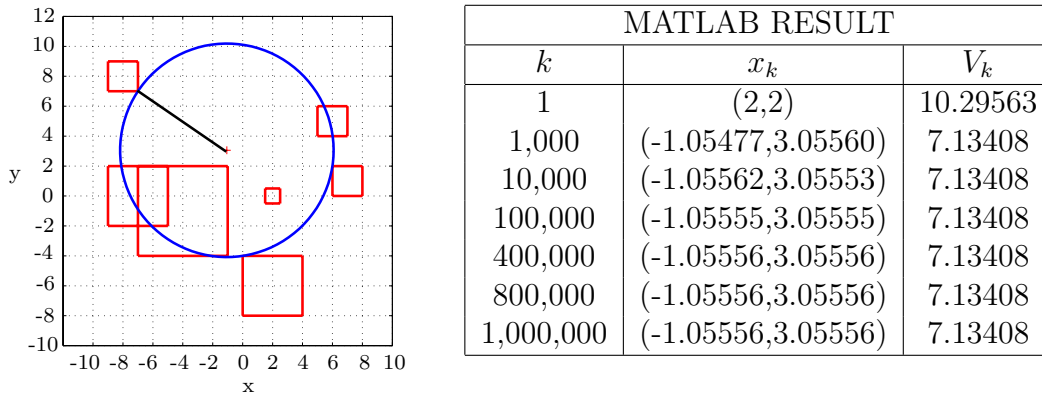 12
10
8
6
4
2
0
-2
-4
-6
-8
-10
y
-10 -8 -6 -4 -2 0 2 4 6 8 10
x
MATLAB RESULT
k x_k V_k
1 (2,2) 10.29563
1,000 (-1.05477,3.05560) 7.13408
10,000 (-1.05562,3.05553) 7.13408
100,000 (-1.05555,3.05555) 7.13408
400,000 (-1.05556,3.05556) 7.13408
800,000 (-1.05556,3.05556) 7.13408
1,000,000 (-1.05556,3.05556) 7.13408